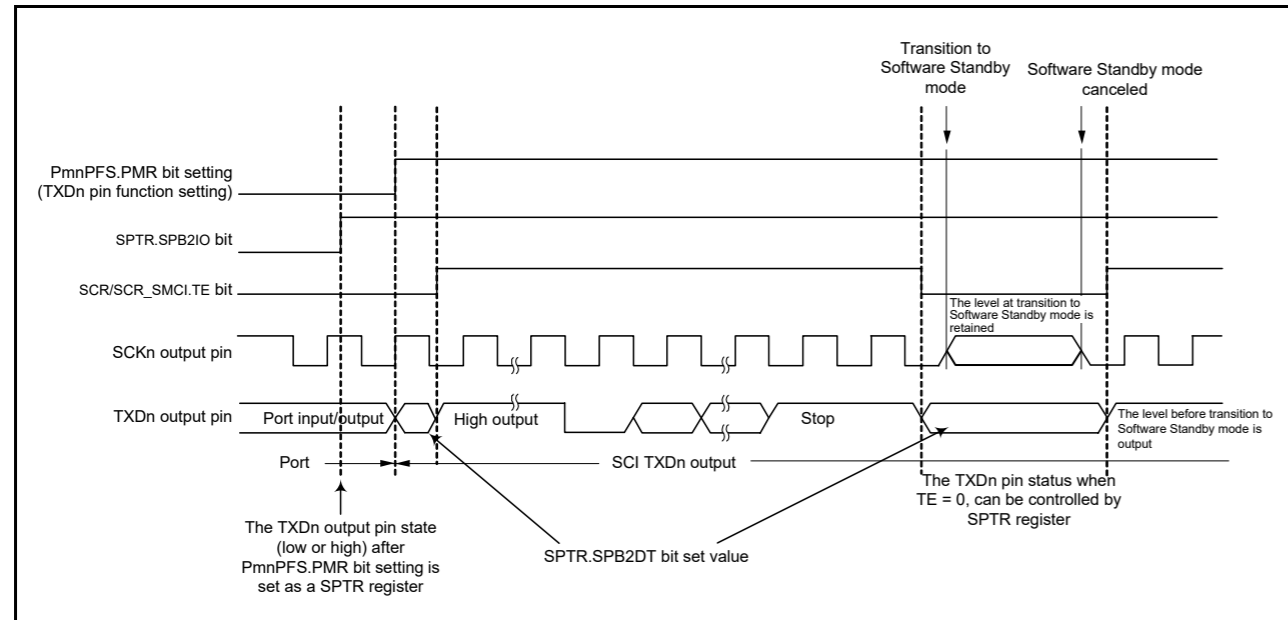 Transition to
Software Standby
mode
Software Standby mode
canceled
PmnPFS.PMR bit setting
(TXDn pin function setting)
SPTR.SPB2IO bit
SCR/SCR_SMCI.TE bit
The level at transition to
Software Standby mode is
retained
SCKn output pin
TXDn output pin
Port input/output
High output
Stop
The level before transition to
Software Standby mode is
output
Port
SCI TXDn output
The TXDn pin status when
TE = 0, can be controlled by
SPTR register
The TXDn output pin state
(low or high) after
PmnPFS.PMR bit setting is
set as a SPTR register
SPTR.SPB2DT bit set value